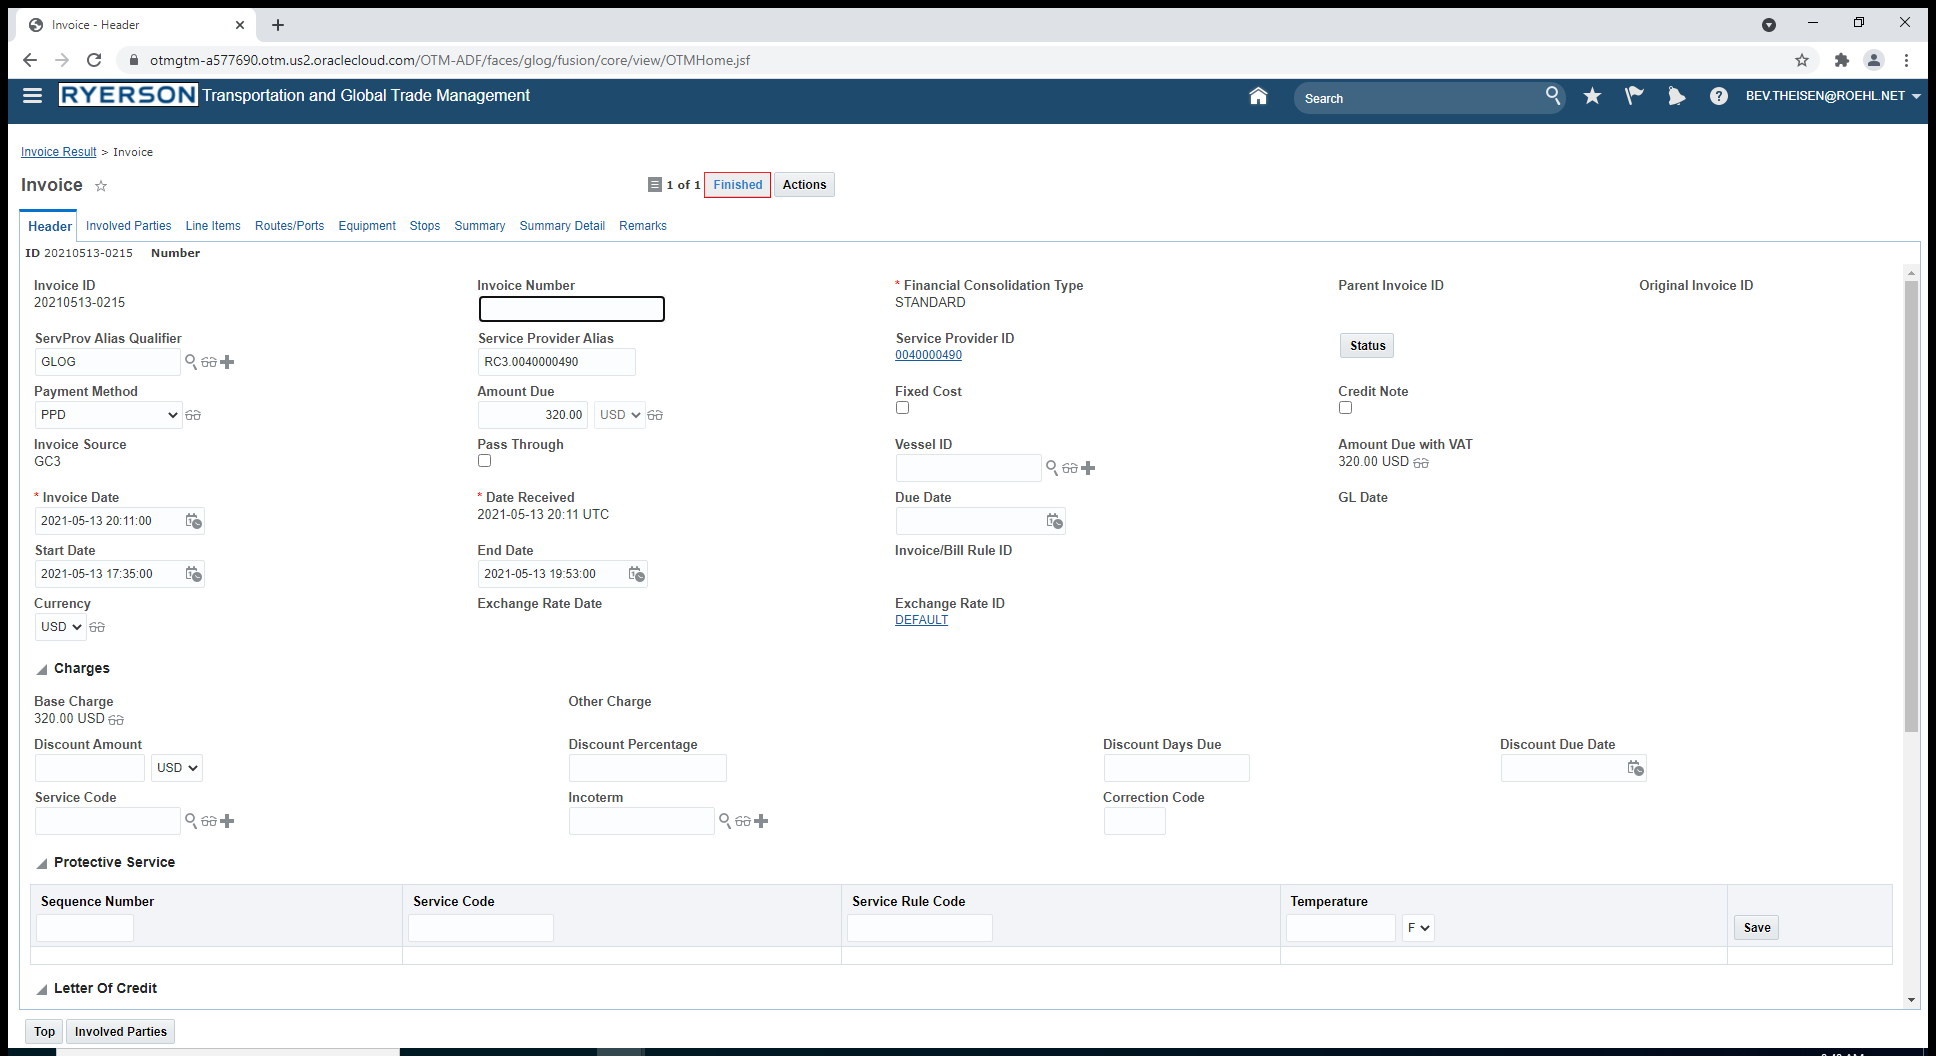 Invoice - Header
otmgtm-a577690.otm.us2.oraclecloud.com/OTM-ADF/faces/glog/fusion/core/view/OTMHome.jsf
RYERSON Transportation and Global Trade Management Search BEV.THEISEN@ROEHL.NET
Invoice Result > Invoice
Invoice 1 of 1 Finished Actions
Header Involved Parties Line Items Routes/Ports Equipment Stops Summary Summary Detail Remarks
ID 20210513-0215 Number
Invoice ID Invoice Number * Financial Consolidation Type Parent Invoice ID Original Invoice ID
20210513-0215 STANDARD
ServProv Alias Qualifier Service Provider Alias Service Provider ID
GLOG RC3.0040000490 0040000490 Status
Payment Method Amount Due Fixed Cost Credit Note
PPD 320.00 USD
Invoice Source Pass Through Vessel ID Amount Due with VAT
GC3 320.00 USD
* Invoice Date * Date Received Due Date GL Date
2021-05-13 20:11:00 2021-05-13 20:11 UTC
Start Date End Date Invoice/Bill Rule ID
2021-05-13 17:35:00 2021-05-13 19:53:00
Currency Exchange Rate Date Exchange Rate ID
USD DEFAULT
Charges
Base Charge Other Charge
320.00 USD
Discount Amount Discount Percentage Discount Days Due Discount Due Date
USD
Service Code Incoterm Correction Code
Protective Service
Sequence Number Service Code Service Rule Code Temperature
F Save
Letter Of Credit
Top Involved Parties